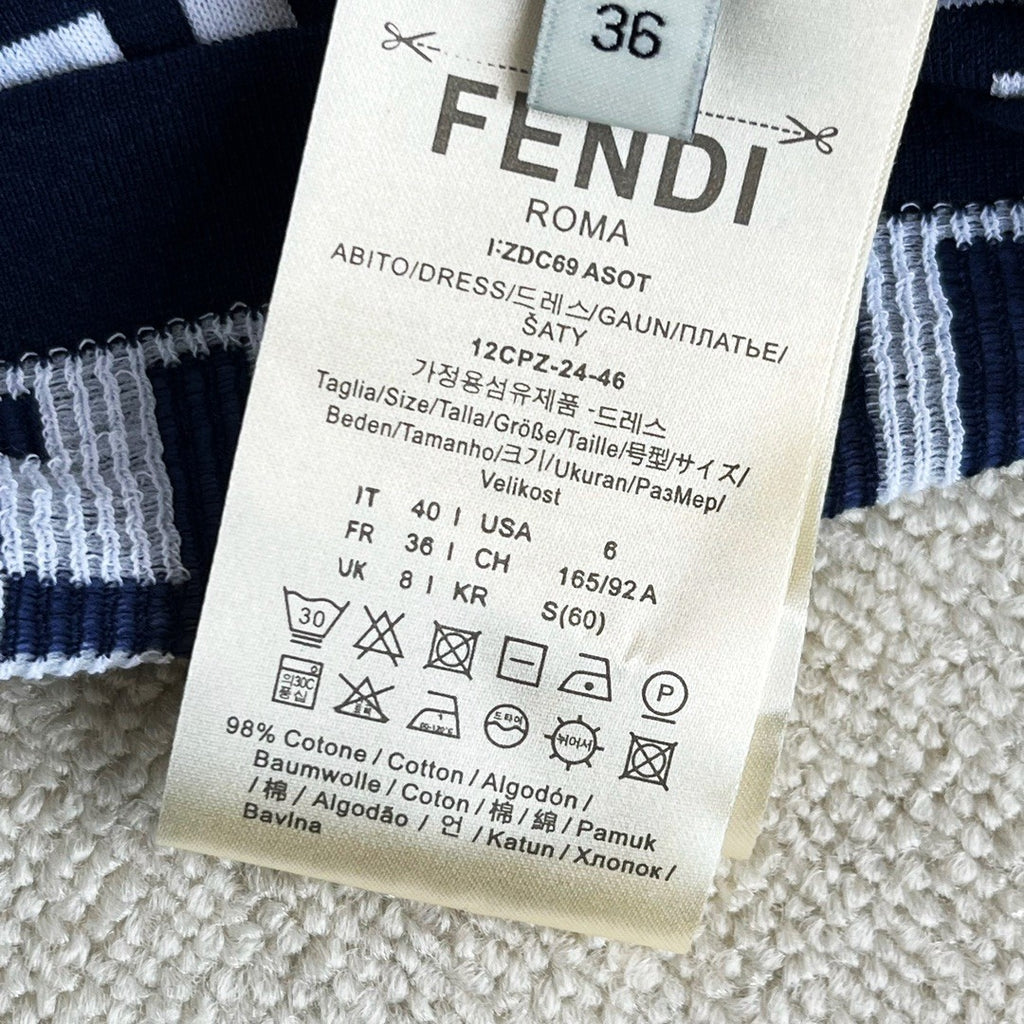 36
FENDI
ROMA
I:ZDC69 ASOT
ABITO/DRESS/드레스/GAUN/ПЛАТЬЕ/
ŠATY
12CPZ-24-46
가정용섬유제품 -드레스
Taglia/Size/Talla/Größe/Taille/号型/サイズ/
Beden/Tamanho/크기/Ukuran/РазМер/
Velikost
IT 40 | USA 6
FR 36 | CH 165/92 A
UK 8 | KR S(60)
30
P
98% Cotone / Cotton / Algodón /
Baumwolle / Coton / 棉 / 綿 / Pamuk
/ 棉 / Algodão / 언 / Katun / Хлопок /
Bavlna